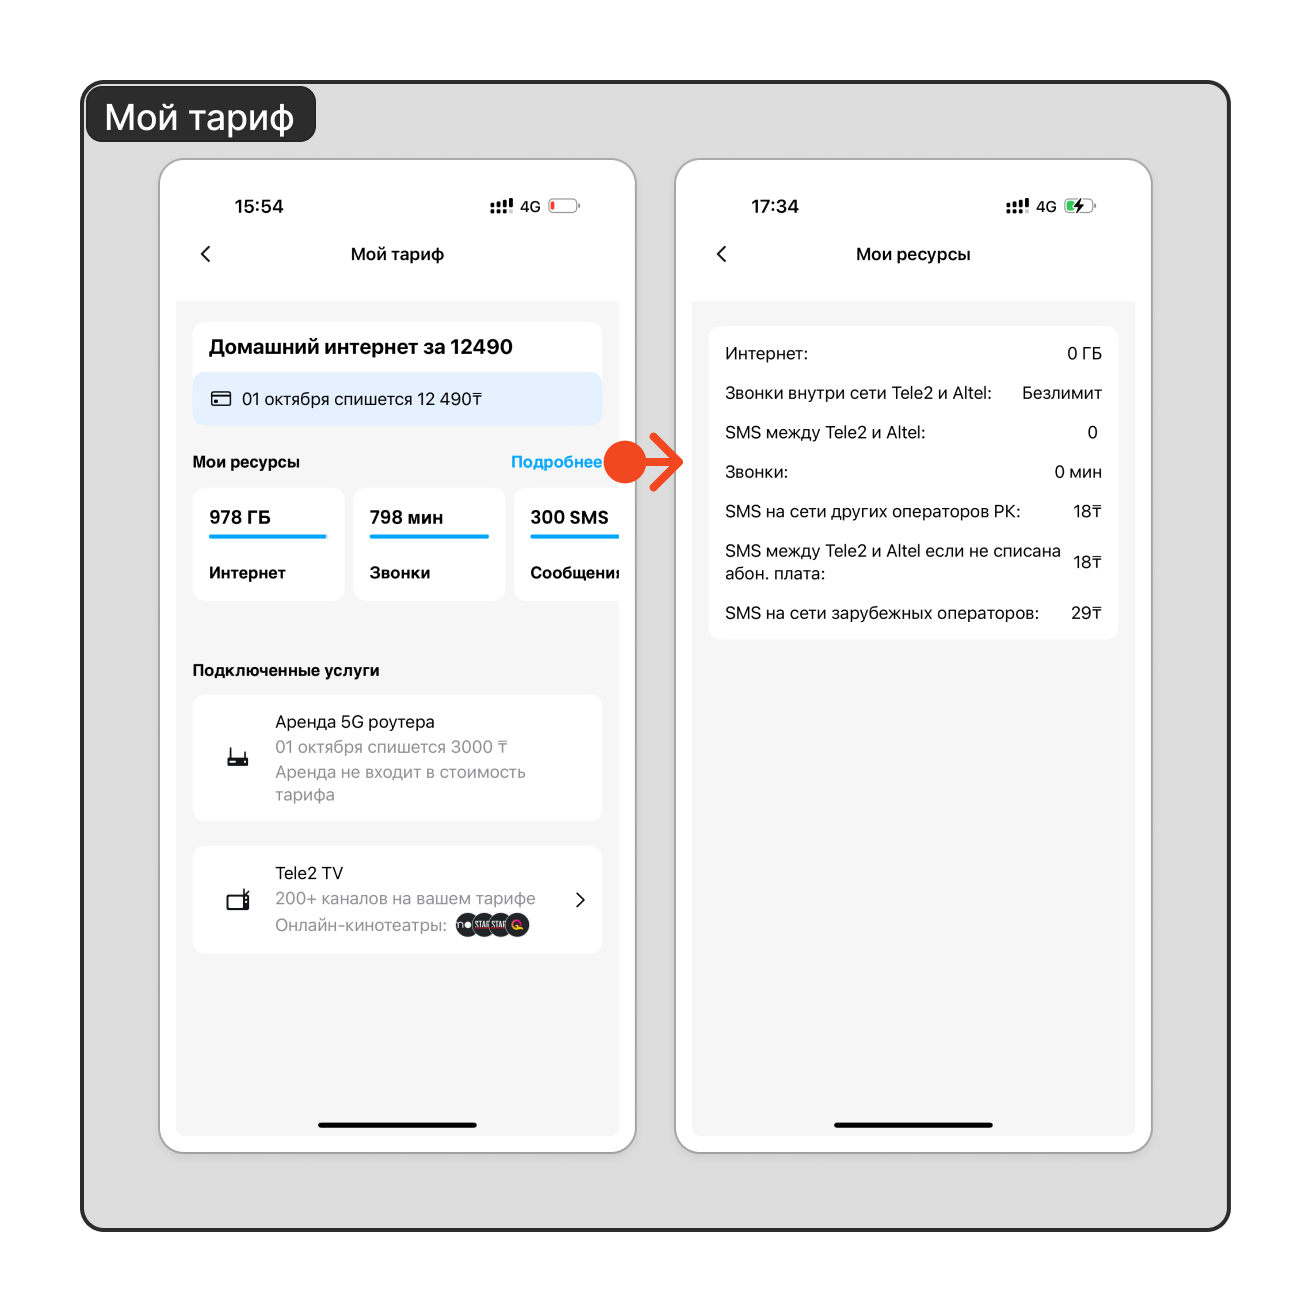 Мой тариф
15:54
4G
Мой тариф
Домашний интернет за 12490
01 октября спишется 12 490₸
Мои ресурсы
Подробнее
978 ГБ
Интернет
798 мин
Звонки
300 SMS
Сообщения
Подключенные услуги
Аренда 5G роутера
01 октября спишется 3000 ₸
Аренда не входит в стоимость
тарифа
Tele2 TV
200+ каналов на вашем тарифе
Онлайн-кинотеатры:
17:34
4G
Мои ресурсы
Интернет: 0 ГБ
Звонки внутри сети Tele2 и Altel: Безлимит
SMS между Tele2 и Altel: 0
Звонки: 0 мин
SMS на сети других операторов РК: 18₸
SMS между Tele2 и Altel если не списана
абон. плата: 18₸
SMS на сети зарубежных операторов: 29₸